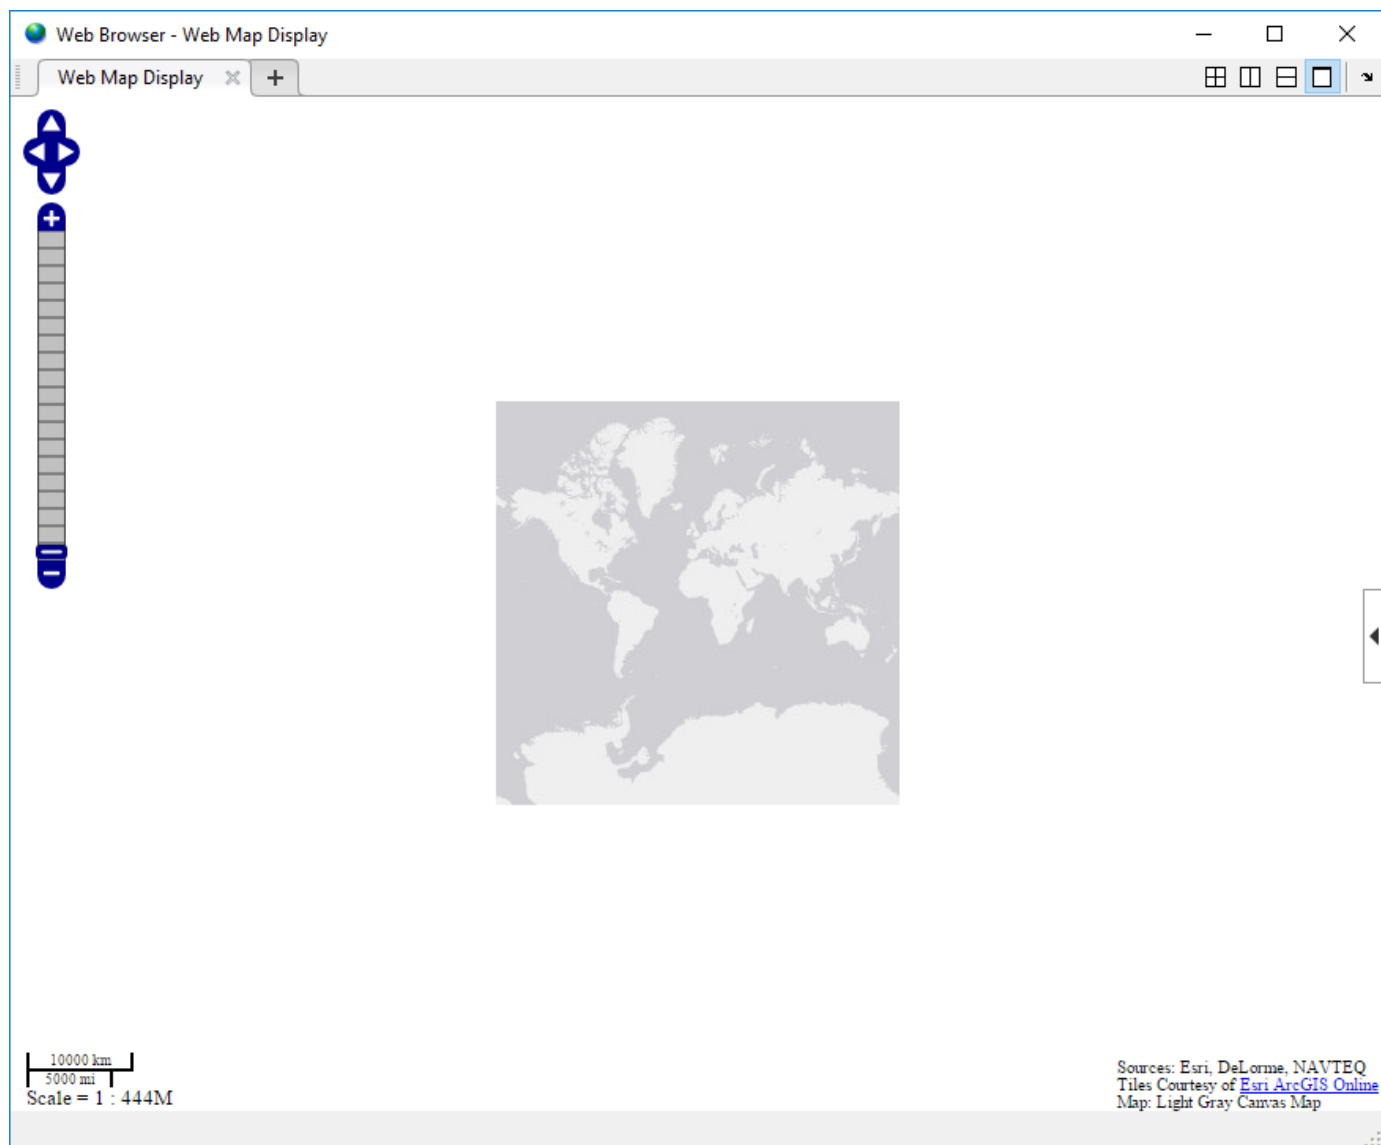 Web Browser - Web Map Display
Web Map Display
10000 km
5000 mi
Scale = 1 : 444M
Sources: Esri, DeLorme, NAVTEQ
Tiles Courtesy of Esri ArcGIS Online
Map: Light Gray Canvas Map